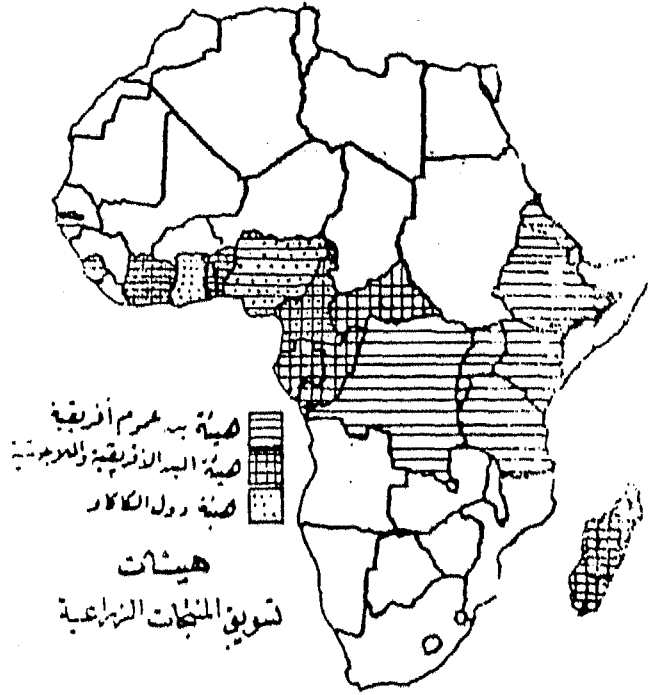 هيئة بن عموم أفريقية
هيئة البن الأفريقية
هيئة دول الكاكاو
هيئات
تسويق المنتجات الزراعية